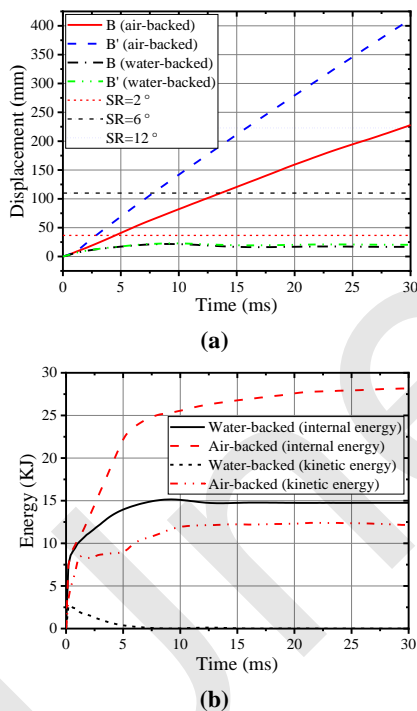 400
350
300
250
200
150
100
50
0
Displacement (mm)
B (air-backed)
B' (air-backed)
B (water-backed)
B' (water-backed)
SR=2 °
SR=6 °
SR=12 °
0 5 10 15 20 25 30
Time (ms)
(a)
30
25
20
15
10
5
0
Energy (KJ)
Water-backed (internal energy)
Air-backed (internal energy)
Water-backed (kinetic energy)
Air-backed (kinetic energy)
0 5 10 15 20 25 30
Time (ms)
(b)